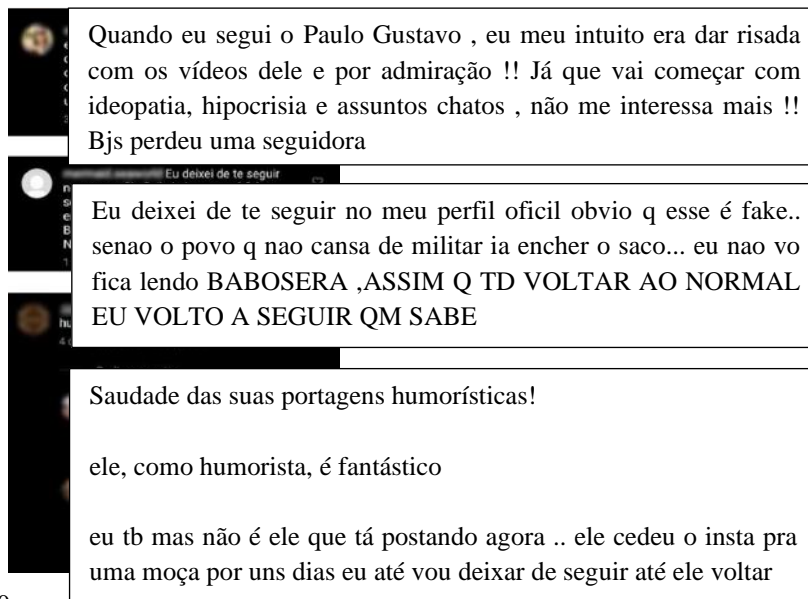 Quando eu segui o Paulo Gustavo , eu meu intuito era dar risada
com os vídeos dele e por admiração !! Já que vai começar com
ideopatia, hipocrisia e assuntos chatos , não me interessa mais !!
Bjs perdeu uma seguidora
Eu deixei de te seguir
Eu deixei de te seguir no meu perfil oficil obvio q esse é fake..
senao o povo q nao cansa de militar ia encher o saco... eu nao vo
fica lendo BABOSERA ,ASSIM Q TD VOLTAR AO NORMAL
EU VOLTO A SEGUIR QM SABE
Saudade das suas portagens humorísticas!
ele, como humorista, é fantástico
eu tb mas não é ele que tá postando agora .. ele cedeu o insta pra
uma moça por uns dias eu até vou deixar de seguir até ele voltar